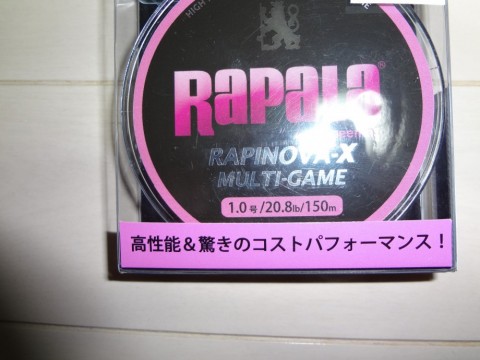 HIGH
Rapala®
RAPINOVA-X
MULTI-GAME
1.0号/20.8lb/150m
高性能＆驚きのコストパフォーマンス！